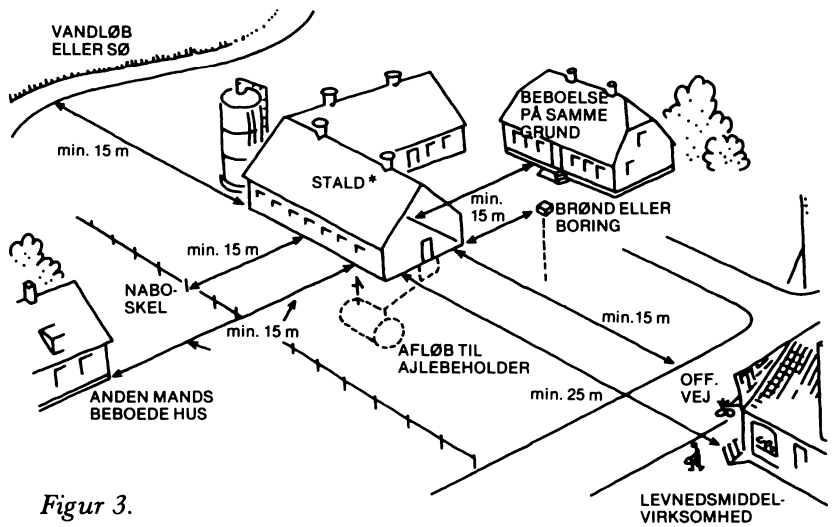 VANDLØB
ELLER SØ
BEBOELSE
PÅ SAMME
GRUND
min. 15 m
STALD*
min.
15 m
BRØND ELLER
BORING
min. 15 m
NABO-
SKEL
min. 15 m
min. 15 m
AFLØB TIL
AJLEBEHOLDER
OFF.
VEJ
ANDEN MANDS
BEBOEDE HUS
min. 25 m
Figur 3.
LEVNEDSMIDDEL-
VIRKSOMHED